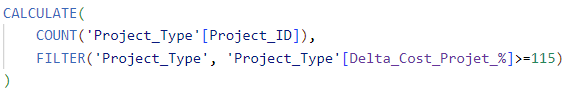 CALCULATE(
COUNT('Project_Type'[Project_ID]),
FILTER('Project_Type', 'Project_Type'[Delta_Cost_Projet_%]>=115)
)